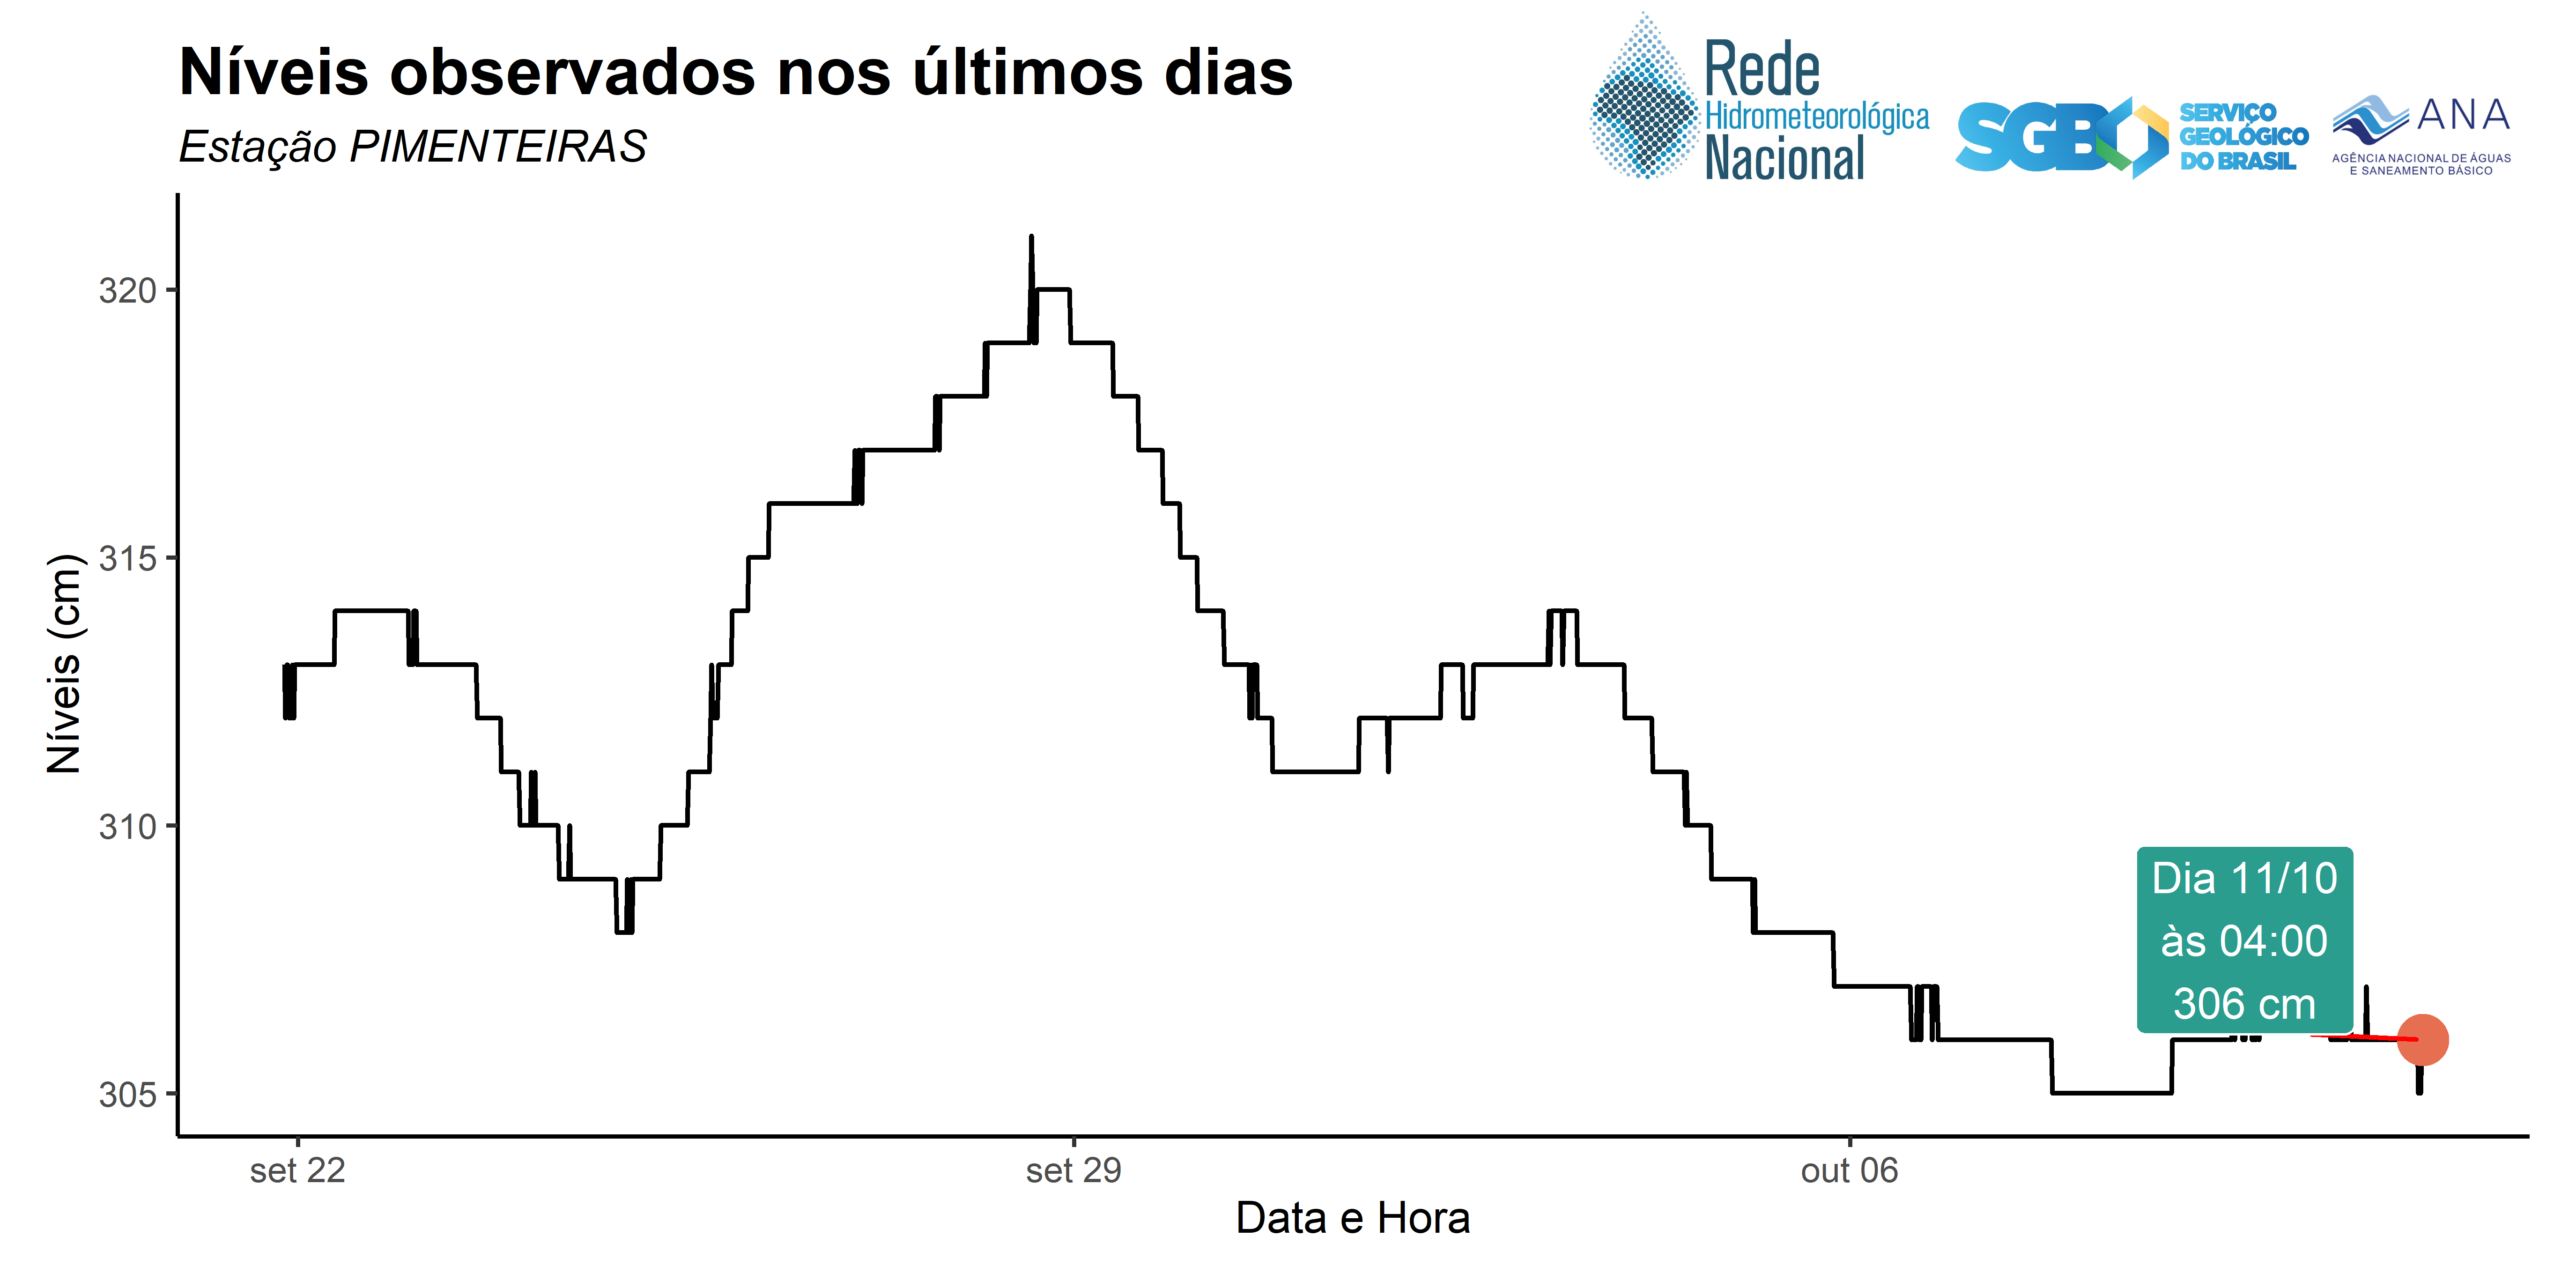 Níveis observados nos últimos dias
Estação PIMENTEIRAS
Rede
Hidrometeorológica
Nacional
SGB
SERVIÇO
GEOLÓGICO
DO BRASIL
ANA
AGÊNCIA NACIONAL DE ÁGUAS
E SANEAMENTO BÁSICO
Níveis (cm)
320
315
310
305
Dia 11/10
às 04:00
306 cm
set 22
set 29
out 06
Data e Hora